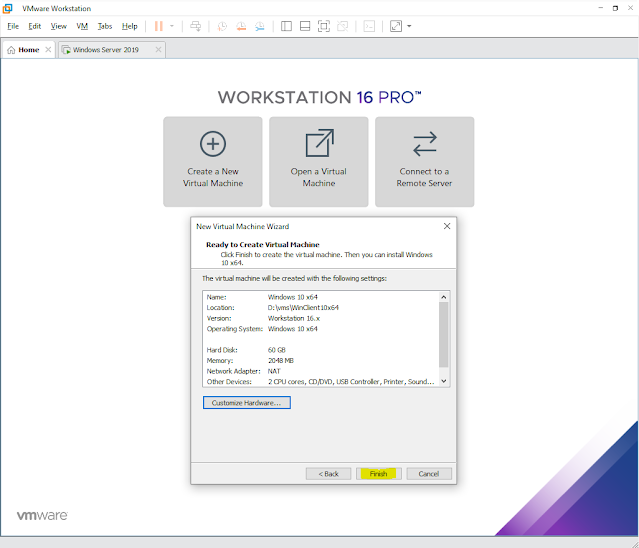 VMware Workstation
File Edit View VM Tabs Help
Home
Windows Server 2019
WORKSTATION 16 PRO™
Create a New
Virtual Machine
Open a Virtual
Machine
Connect to a
Remote Server
New Virtual Machine Wizard
Ready to Create Virtual Machine
Click Finish to create the virtual machine. Then you can install Windows
10 x64.
The virtual machine will be created with the following settings:
Name: Windows 10 x64
Location: D:\vms\WinClient10x64
Version: Workstation 16.x
Operating System: Windows 10 x64
Hard Disk: 60 GB
Memory: 2048 MB
Network Adapter: NAT
Other Devices: 2 CPU cores, CD/DVD, USB Controller, Printer, Sound...
Customize Hardware...
< Back Finish Cancel
vmware